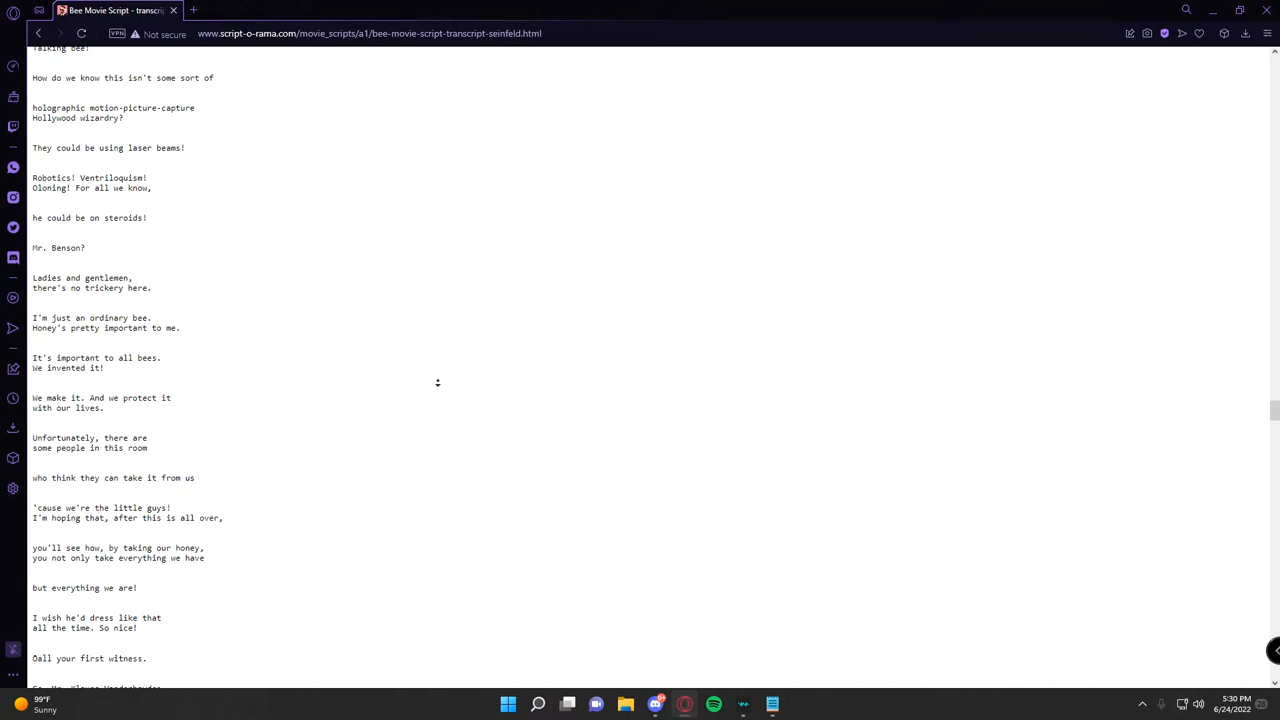 Bee Movie Script - transcrip
VPN
Not secure
www.script-o-rama.com/movie_scripts/a1/bee-movie-script-transcript-seinfeld.html
Talking bee!
How do we know this isn't some sort of
holographic motion-picture-capture
Hollywood wizardry?
They could be using laser beams!
Robotics! Ventriloquism!
Oloning! For all we know,
he could be on steroids!
Mr. Benson?
Ladies and gentlemen,
there's no trickery here.
I'm just an ordinary bee.
Honey's pretty important to me.
It's important to all bees.
We invented it!
We make it. And we protect it
with our lives.
Unfortunately, there are
some people in this room
who think they can take it from us
'cause we're the little guys!
I'm hoping that, after this is all over,
you'll see how, by taking our honey,
you not only take everything we have
but everything we are!
I wish he'd dress like that
all the time. So nice!
Oall your first witness.
99°F
Sunny
5:30 PM
6/24/2022